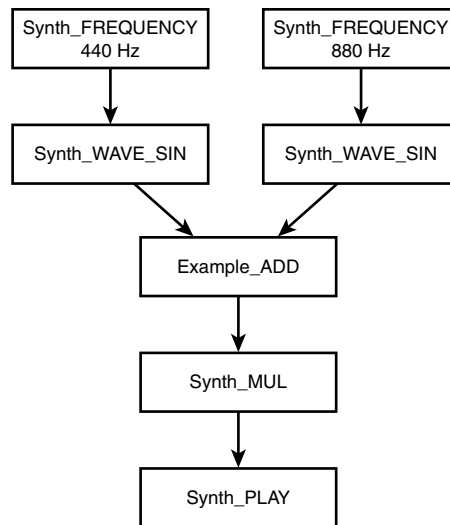 Synth_FREQUENCY
440 Hz
Synth_FREQUENCY
880 Hz
Synth_WAVE_SIN
Synth_WAVE_SIN
Example_ADD
Synth_MUL
Synth_PLAY